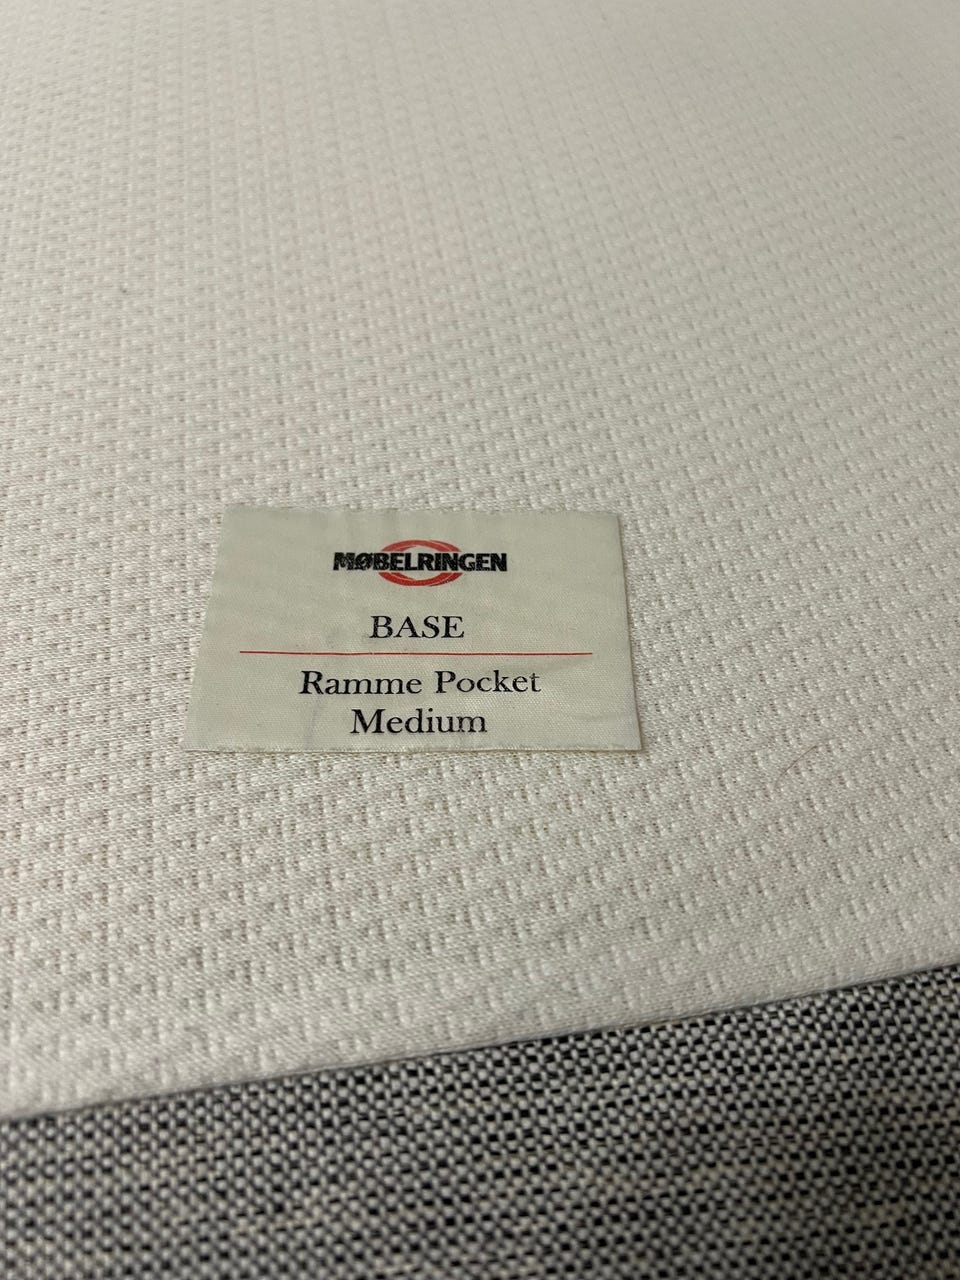 MØBELRINGEN
BASE
Ramme Pocket
Medium